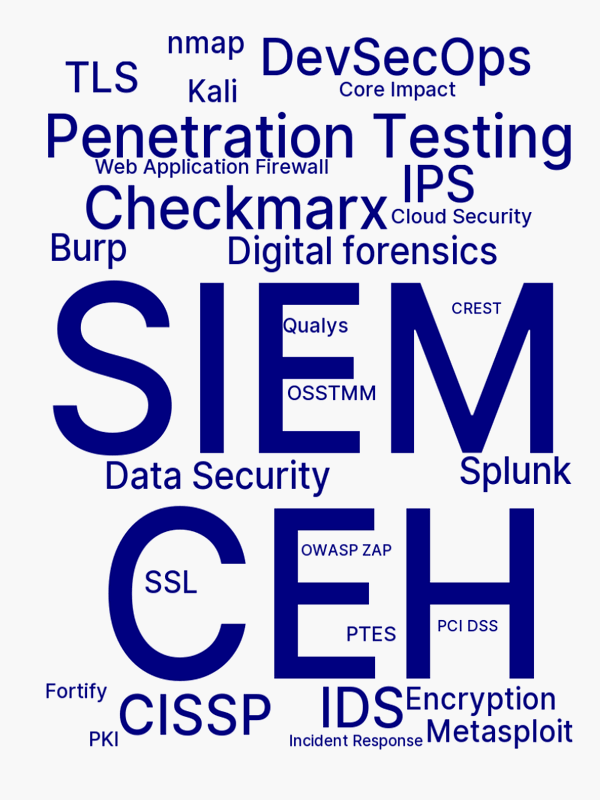 nmap
DevSecOps
TLS
Kali
Core Impact
Penetration Testing
Web Application Firewall
IPS
Checkmarx
Cloud Security
Burp
Digital forensics
SIEM
CREST
Qualys
OSSTMM
Data Security
Splunk
CEH
OWASP ZAP
SSL
PTES
PCI DSS
Fortify
CISSP
IDS
Encryption
PKI
Incident Response
Metasploit